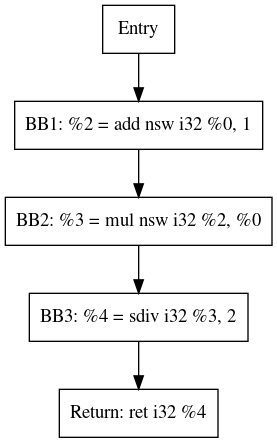 Entry
BB1: %2 = add nsw i32 %0, 1
BB2: %3 = mul nsw i32 %2, %0
BB3: %4 = sdiv i32 %3, 2
Return: ret i32 %4